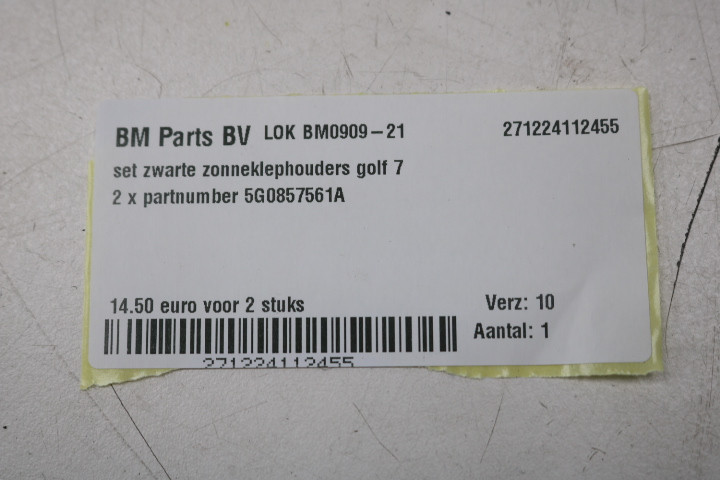 BM Parts BV LOK BM0909-21 271224112455
set zwarte zonneklephouders golf 7
2 x partnumber 5G0857561A
14.50 euro voor 2 stuks Verz: 10
Aantal: 1
271224112455